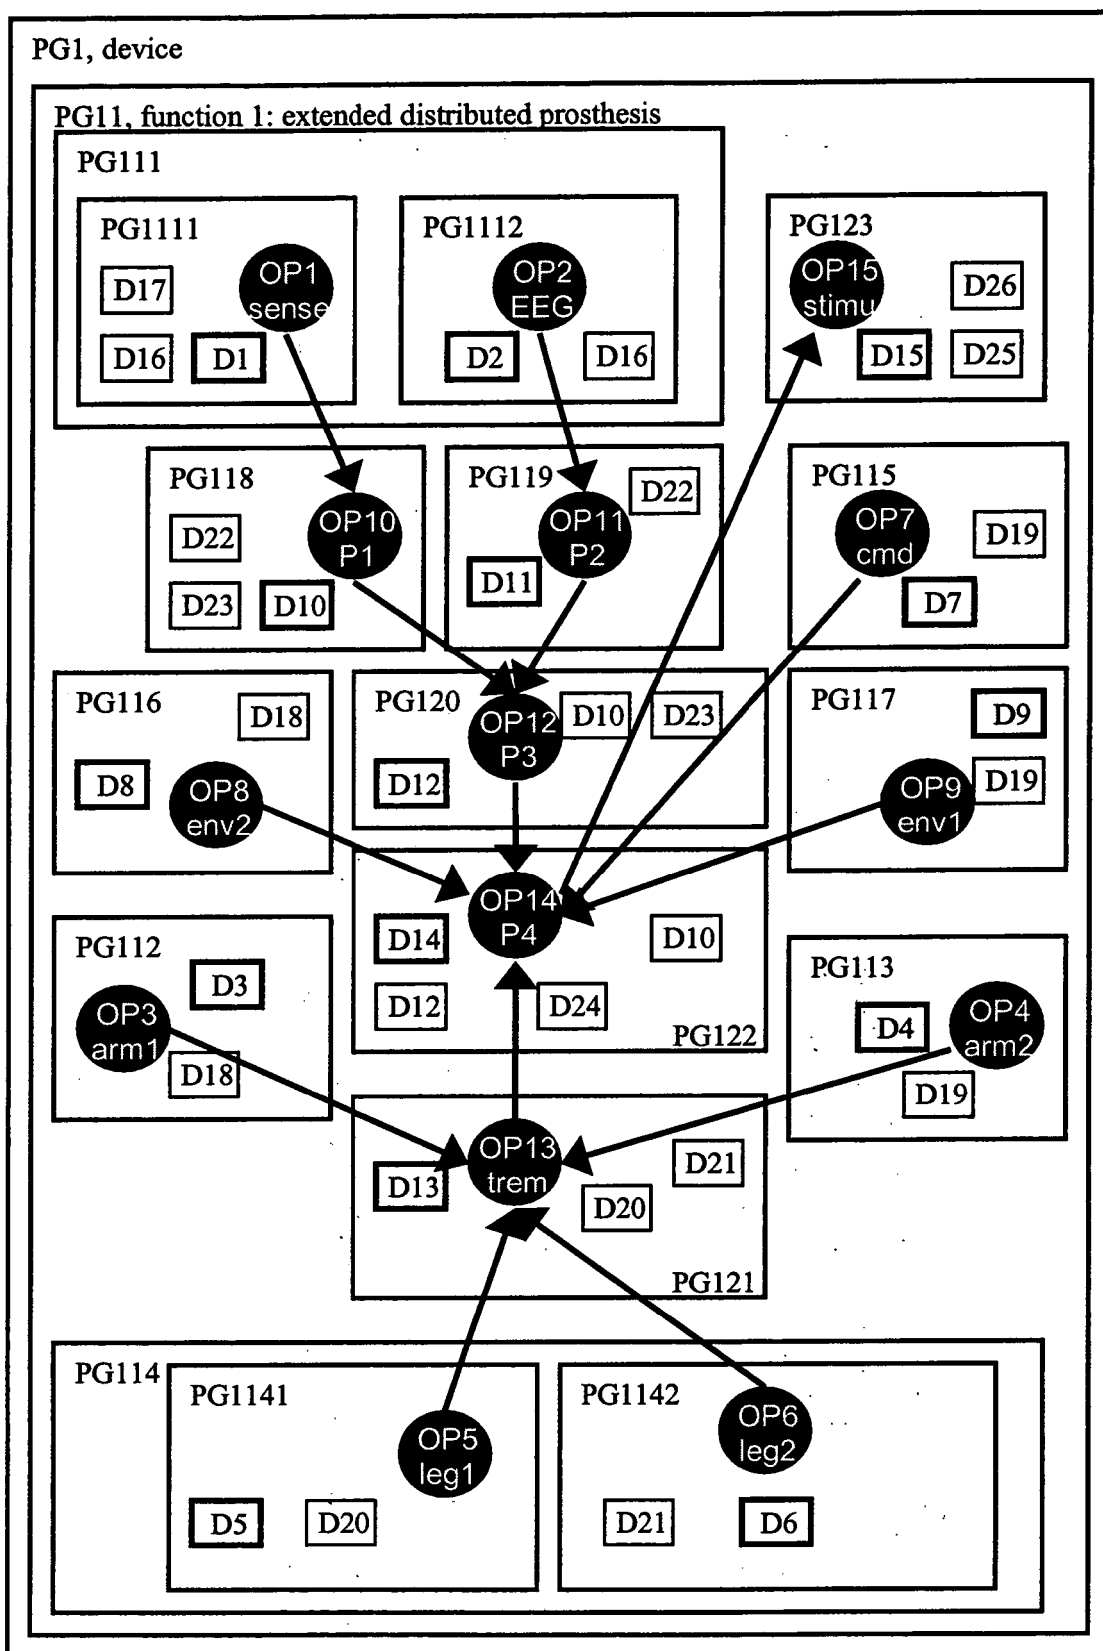 PG1, device
PG11, function 1: extended distributed prosthesis
PG111
PG1111
OP1
sense
D17
D16
D1
PG1112
OP2
EEG
D2
D16
PG123
OP15
stimu
D26
D15
D25
PG118
OP10
P1
D22
D23
D10
PG119
D22
OP11
P2
D11
PG115
OP7
cmd
D19
D7
PG116
D18
D8
OP8
env2
PG120
OP12
P3
D10
D23
D12
PG117
D9
OP9
env1
D19
OP14
P4
D14
D10
D12
D24
PG122
PG112
D3
OP3
arm1
D18
PG113
OP4
arm2
D4
D19
OP13
trem
D13
D21
D20
PG121
PG114
PG1141
OP5
leg1
D5
D20
PG1142
OP6
leg2
D21
D6